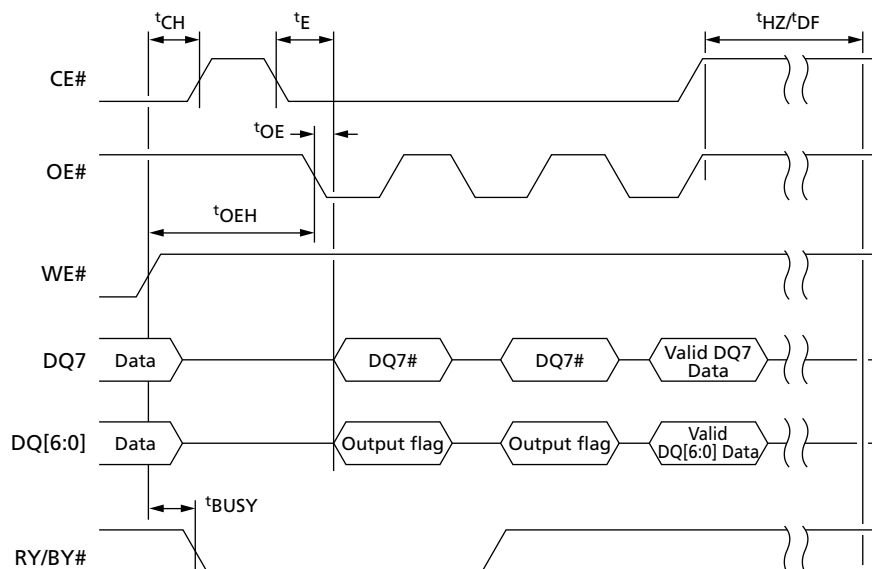 tCH
tE
tHZ/tDF
CE#
tOE
OE#
tOEH
WE#
DQ7
Data
DQ7#
DQ7#
Valid DQ7
Data
DQ[6:0]
Data
Output flag
Output flag
Valid
DQ[6:0] Data
tBUSY
RY/BY#